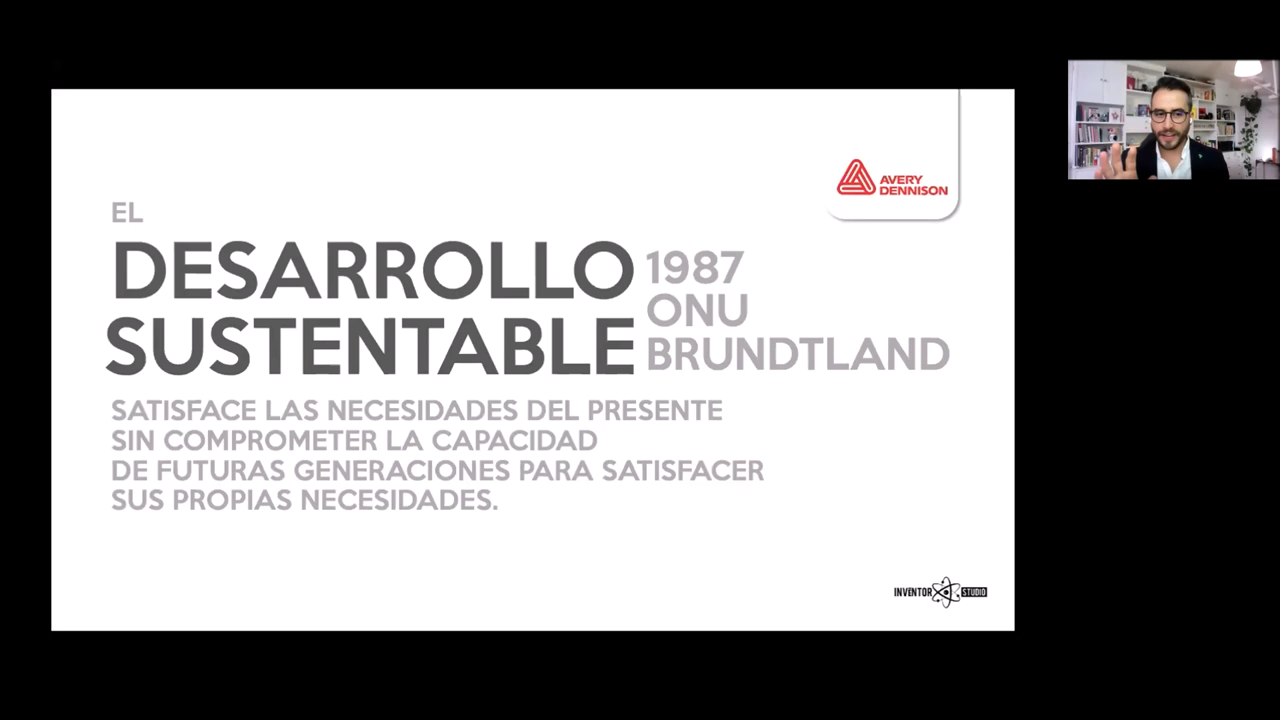 AVERY
DENNISON
EL
DESARROLLO
SUSTENTABLE
1987
ONU
BRUNDTLAND
SATISFACE LAS NECESIDADES DEL PRESENTE
SIN COMPROMETER LA CAPACIDAD
DE FUTURAS GENERACIONES PARA SATISFACER
SUS PROPIAS NECESIDADES.
INVENTOR STUDIO